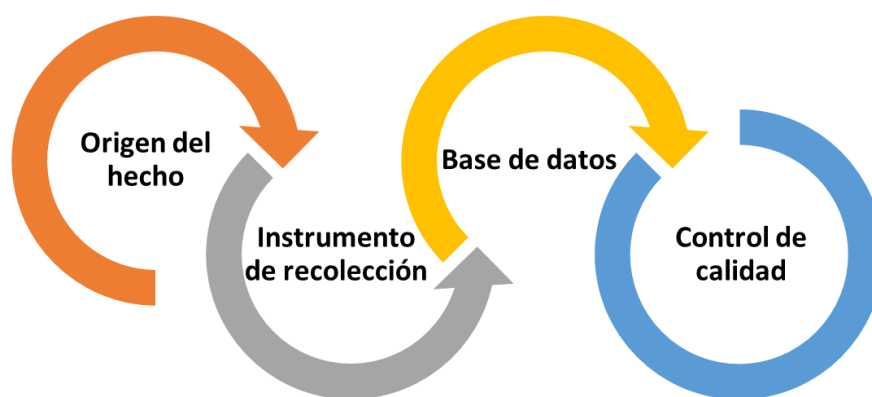 Origen del
hecho
Instrumento
de recolección
Base de datos
Control de
calidad